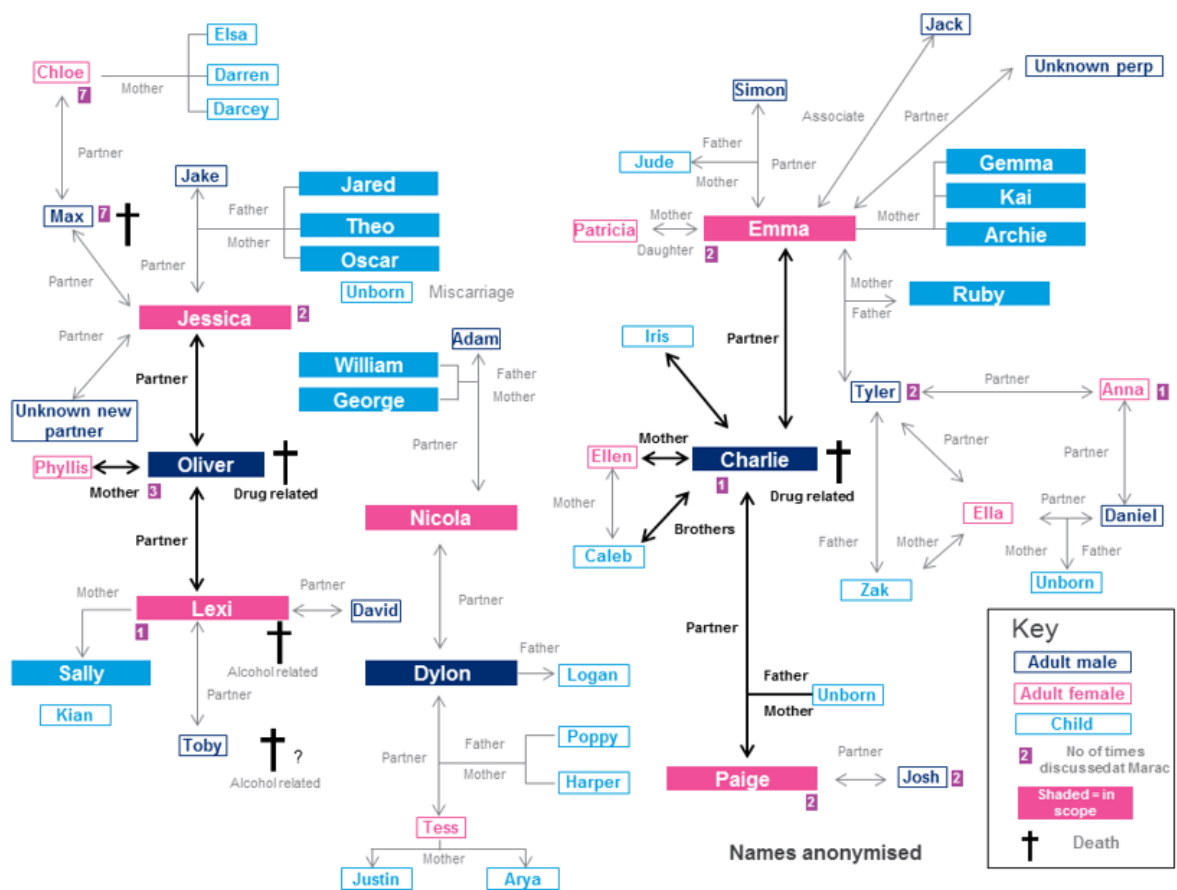 Jack
Elsa
Chloe
7
Mother
Darren
Darcey
Unknown perp
Simon
Associate
Partner
Partner
Father
Jude
Partner
Mother
Gemma
Kai
Archie
Jake
Jared
Max
7
Father
Theo
Mother
Oscar
Partner
Partner
Unborn
Miscarriage
Patricia
Mother
Daughter
Emma
2
Mother
Mother
Father
Ruby
Jessica
2
Partner
Adam
Iris
Partner
Partner
William
George
Father
Mother
Unknown new
partner
Partner
Tyler
2
Partner
Anna
1
Phyllis
Mother
Oliver
3
Drug related
Ellen
Mother
Charlie
1
Drug related
Partner
Partner
Nicola
Mother
Brothers
Ella
Partner
Daniel
Partner
Caleb
Father
Mother
Mother
Father
Zak
Unborn
Mother
Lexi
1
Partner
David
Partner
Partner
Alcohol related
Sally
Partner
Dylon
Father
Logan
Father
Unborn
Mother
Kian
Toby
?
Alcohol related
Partner
Father
Mother
Poppy
Harper
Paige
2
Partner
Josh
2
Tess
Mother
Justin
Arya
Names anonymised
Key
Adult male
Adult female
Child
2
No of times
discussedat Marac
Shaded = in
scope
Death